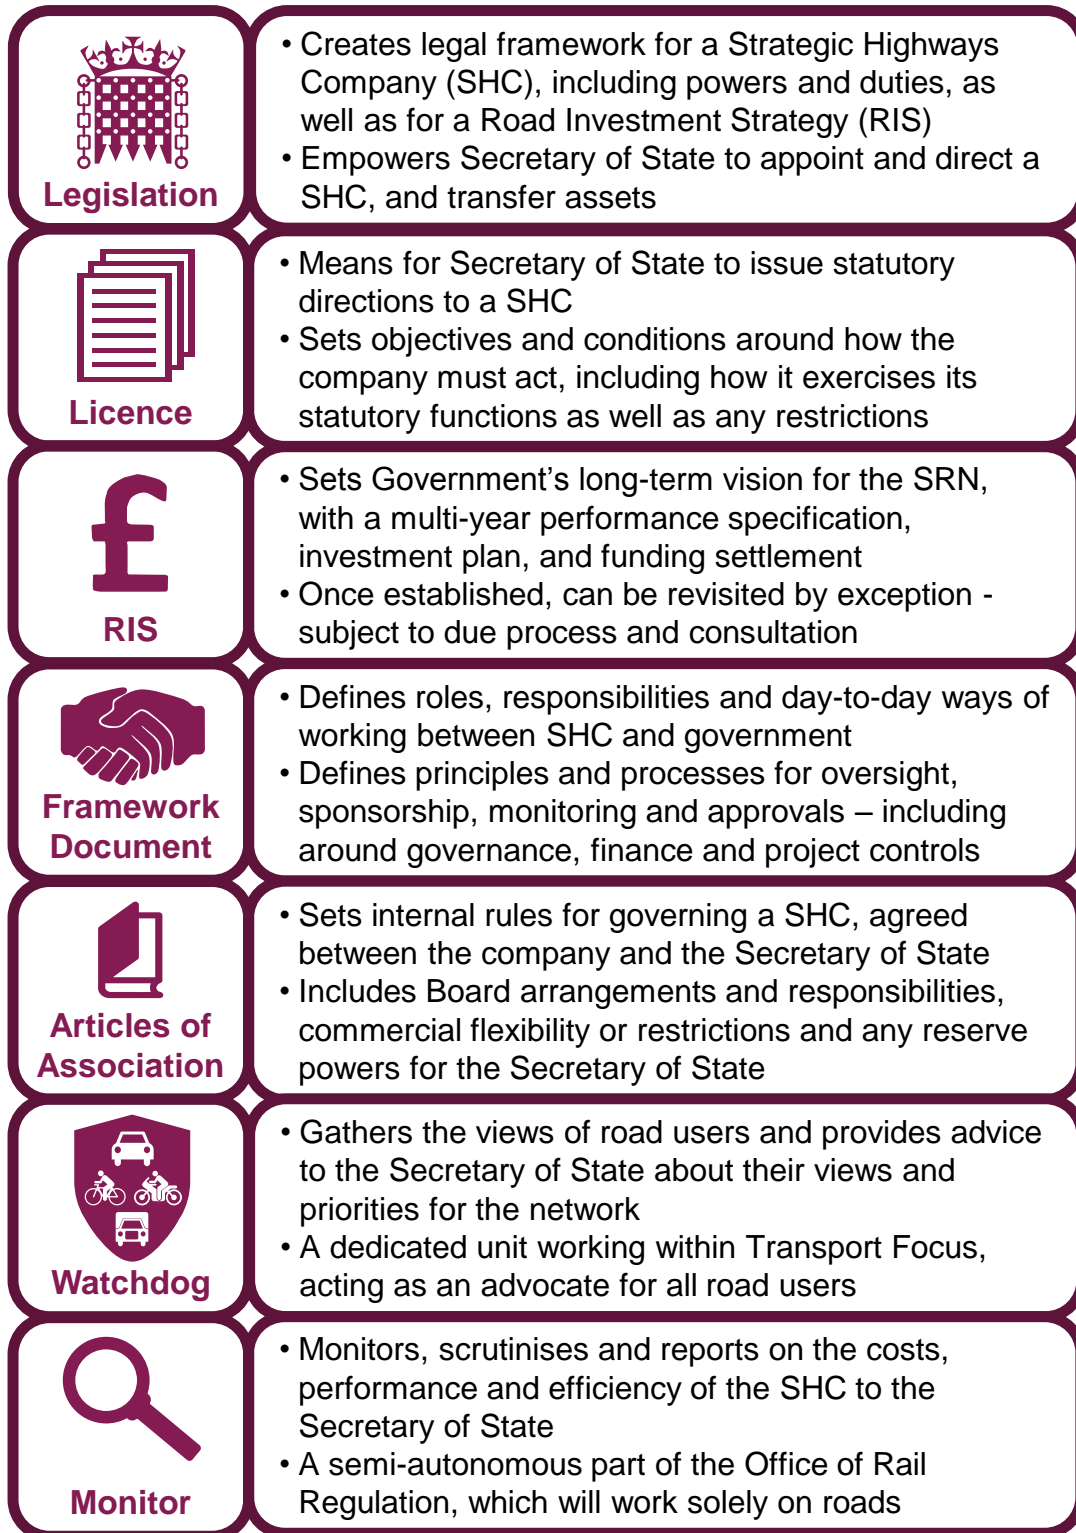 Legislation
• Creates legal framework for a Strategic Highways
Company (SHC), including powers and duties, as
well as for a Road Investment Strategy (RIS)
• Empowers Secretary of State to appoint and direct a
SHC, and transfer assets
Licence
• Means for Secretary of State to issue statutory
directions to a SHC
• Sets objectives and conditions around how the
company must act, including how it exercises its
statutory functions as well as any restrictions
£
RIS
• Sets Government’s long-term vision for the SRN,
with a multi-year performance specification,
investment plan, and funding settlement
• Once established, can be revisited by exception -
subject to due process and consultation
Framework
Document
• Defines roles, responsibilities and day-to-day ways of
working between SHC and government
• Defines principles and processes for oversight,
sponsorship, monitoring and approvals – including
around governance, finance and project controls
Articles of
Association
• Sets internal rules for governing a SHC, agreed
between the company and the Secretary of State
• Includes Board arrangements and responsibilities,
commercial flexibility or restrictions and any reserve
powers for the Secretary of State
Watchdog
• Gathers the views of road users and provides advice
to the Secretary of State about their views and
priorities for the network
• A dedicated unit working within Transport Focus,
acting as an advocate for all road users
Monitor
• Monitors, scrutinises and reports on the costs,
performance and efficiency of the SHC to the
Secretary of State
• A semi-autonomous part of the Office of Rail
Regulation, which will work solely on roads